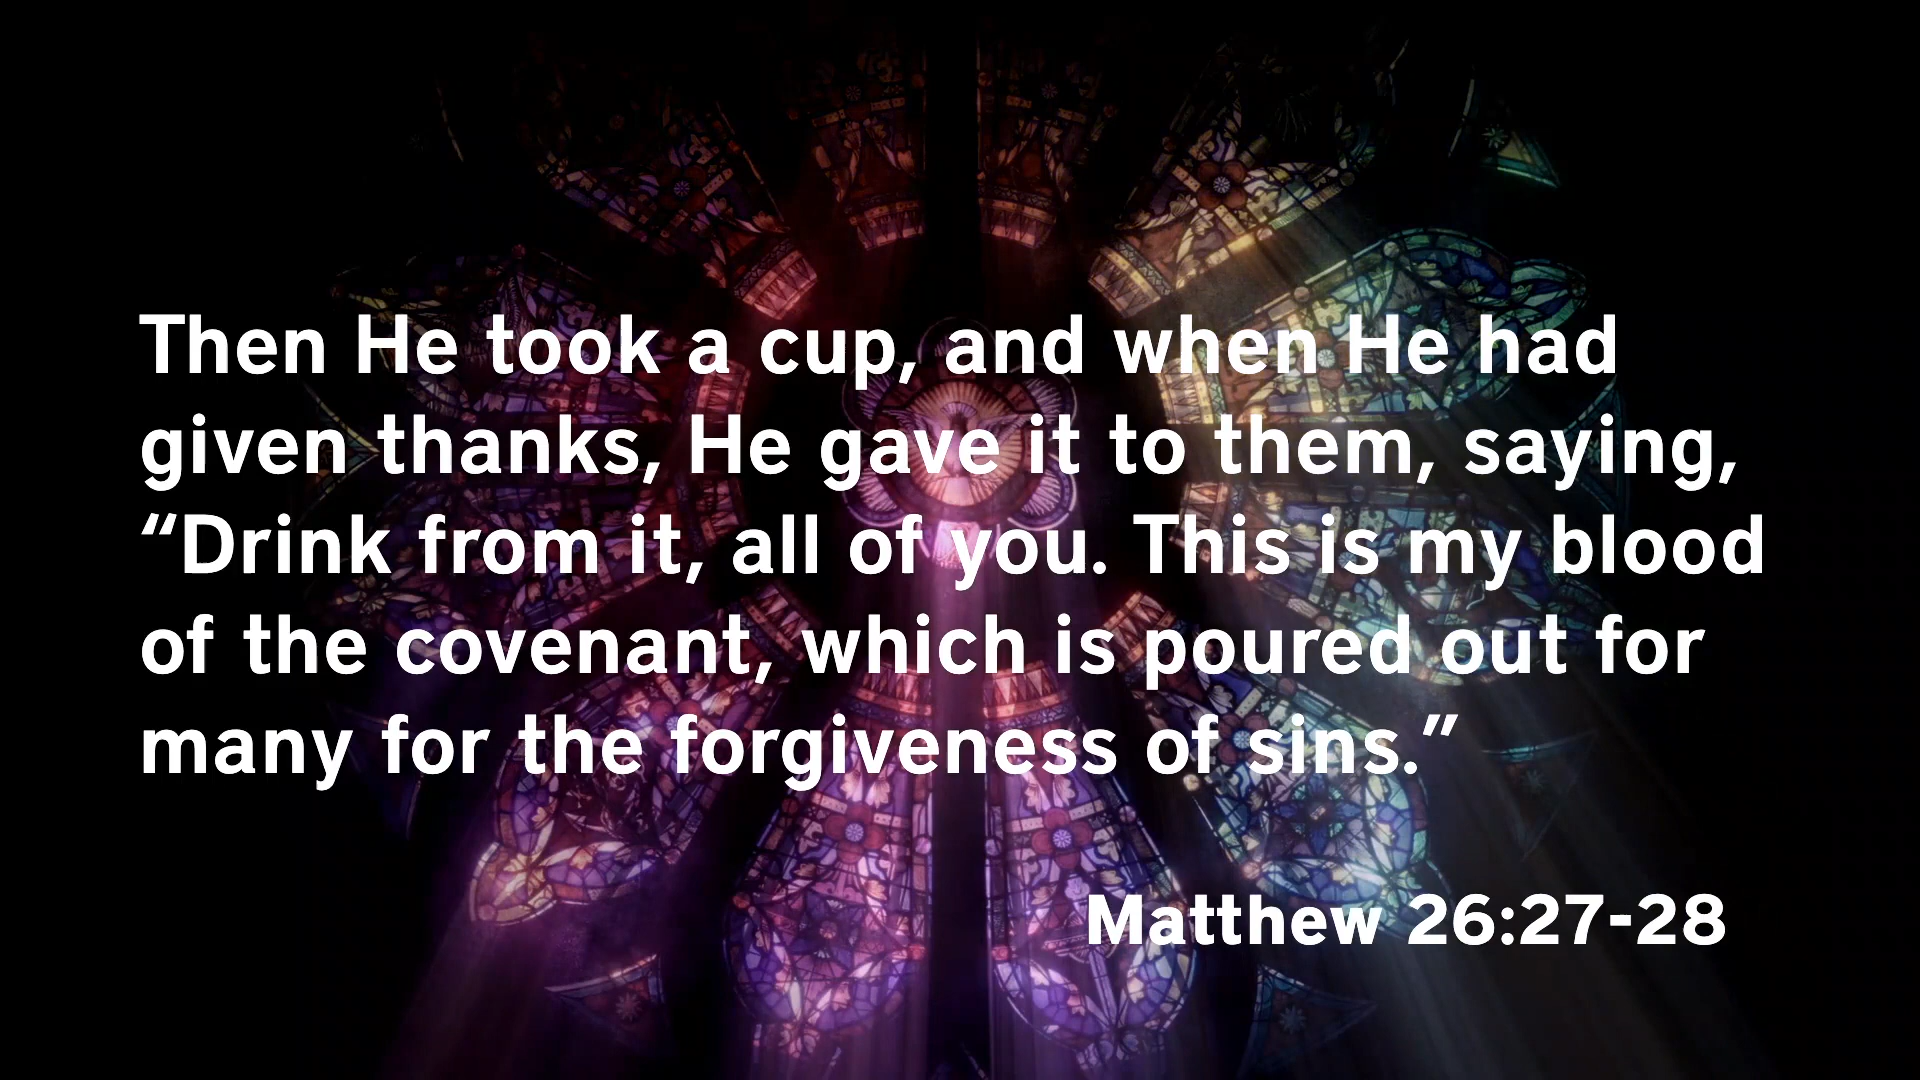 Then He took a cup, and when He had
given thanks, He gave it to them, saying,
“Drink from it, all of you. This is my blood
of the covenant, which is poured out for
many for the forgiveness of sins.”
Matthew 26:27-28